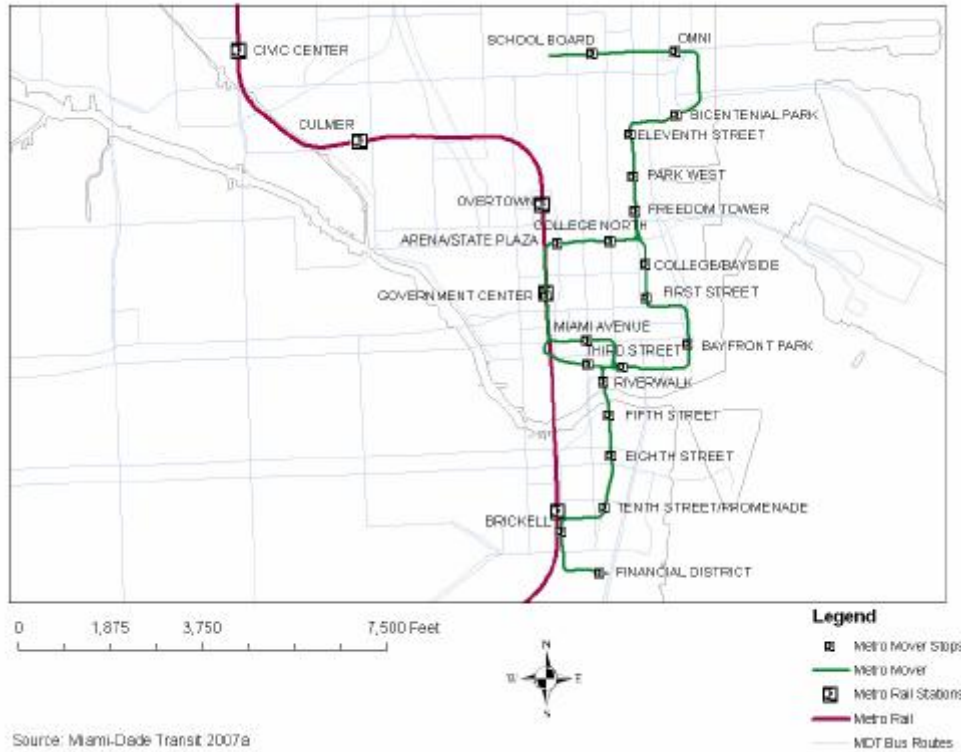 SCHOOL BOARD
OMNI
CIVIC CENTER
BICENTENIAL PARK
CULMER
ELEVENTH STREET
PARK WEST
OVERTOWN
FREEDOM TOWER
COLLEGE NORTH
ARENA/STATE PLAZA
COLLEGE/BAYSIDE
GOVERNMENT CENTER
FIRST STREET
MIAMI AVENUE
BAYFRONT PARK
THIRD STREET
RIVERWALK
FIFTH STREET
EIGHTH STREET
TENTH STREET/PROMENADE
BRICKELL
FINANCIAL DISTRICT
0 1,875 3,750 7,500 Feet
Legend
Metro Mover Stops
Metro Mover
Metro Rail Stations
Metro Rail
MDT Bus Routes
N
W E
S
Source: Miami-Dade Transit 2007a